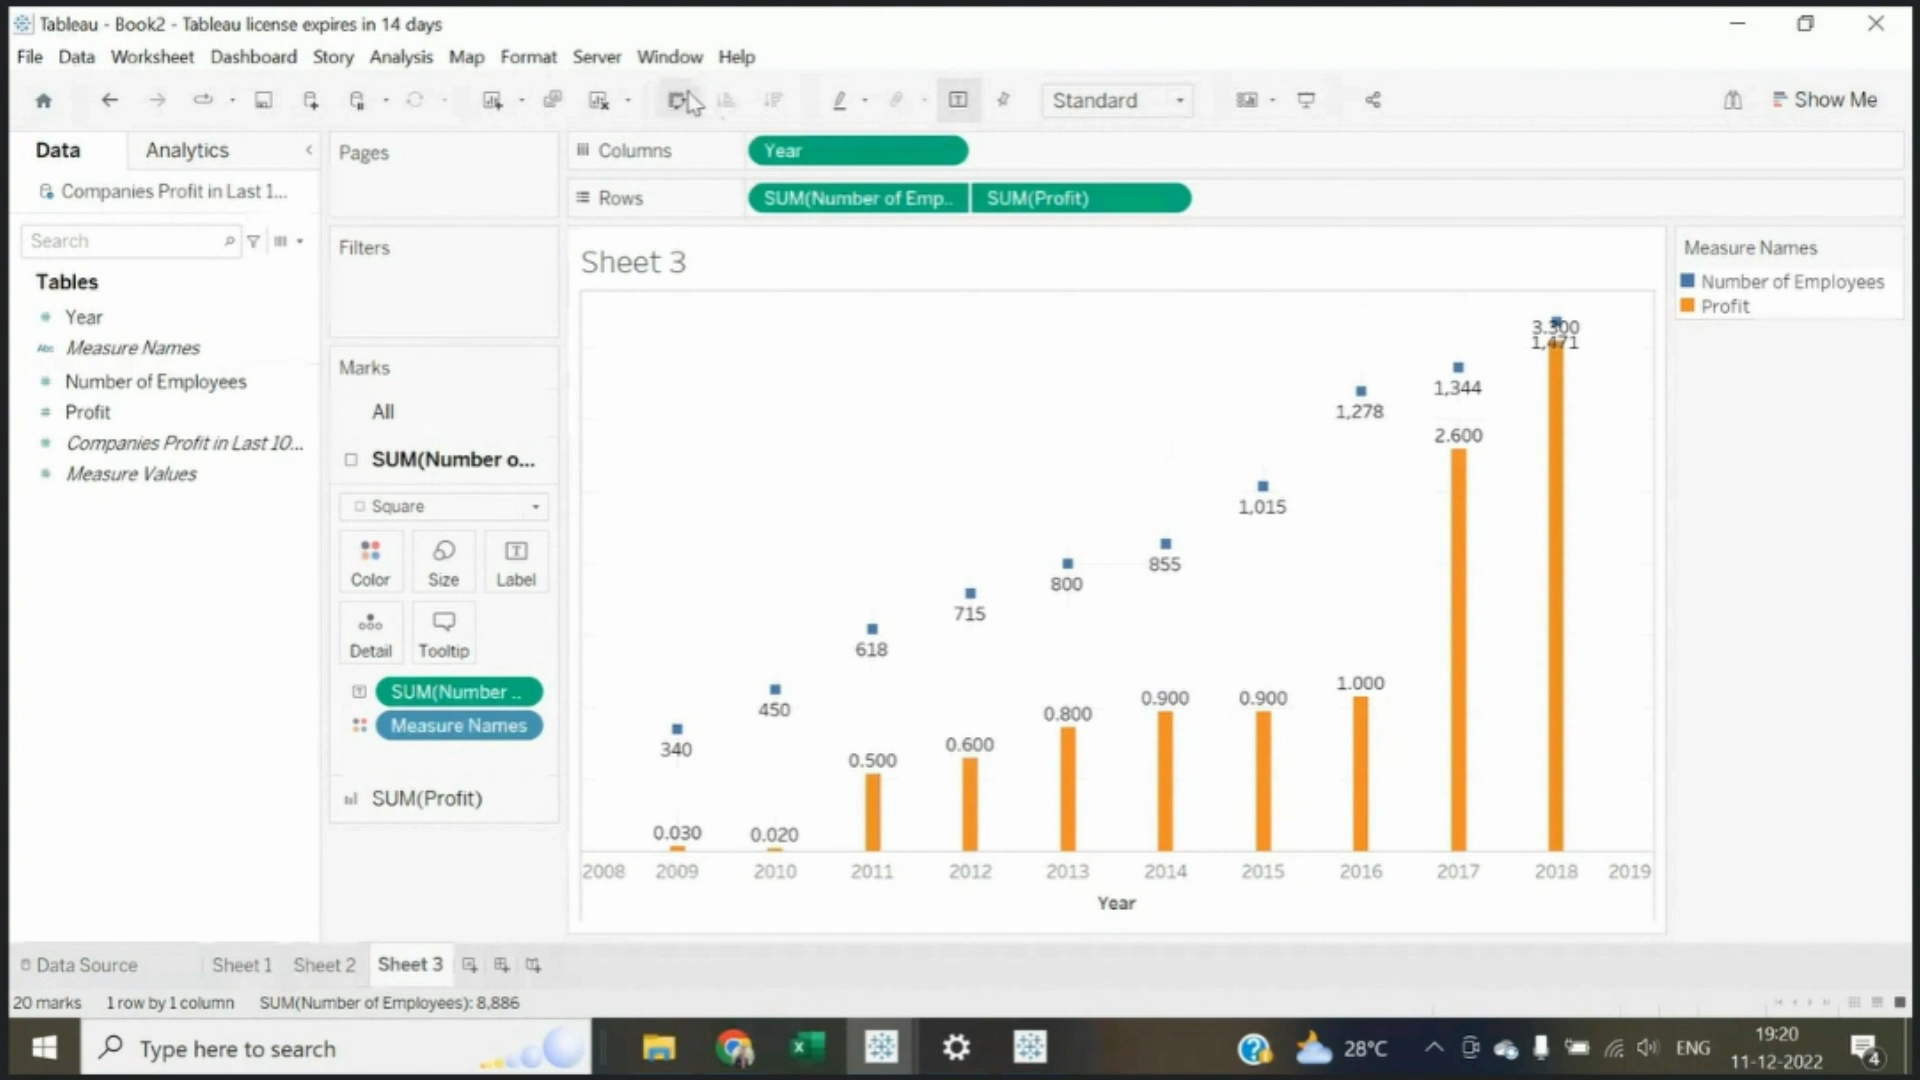 Tableau - Book2 - Tableau license expires in 14 days
File Data Worksheet Dashboard Story Analysis Map Format Server Window Help
Standard
Show Me
Data Analytics
Companies Profit in Last 1...
Search
Tables
Year
Abc Measure Names
Number of Employees
Profit
Companies Profit in Last 10...
Measure Values
Pages
Filters
Marks
All
SUM(Number o...
Square
Color Size Label
Detail Tooltip
SUM(Number ..
Measure Names
SUM(Profit)
Columns Year
Rows SUM(Number of Emp.. SUM(Profit)
Sheet 3
3.300
1,471
1,344
1,278
2.600
1,015
855
800
715
618
450
340
1.000
0.900
0.900
0.800
0.600
0.500
0.020
0.030
2008 2009 2010 2011 2012 2013 2014 2015 2016 2017 2018 2019
Year
Measure Names
Number of Employees
Profit
Data Source Sheet 1 Sheet 2 Sheet 3
20 marks 1 row by 1 column SUM(Number of Employees): 8,886
Type here to search
28°C
ENG
19:20
11-12-2022
4